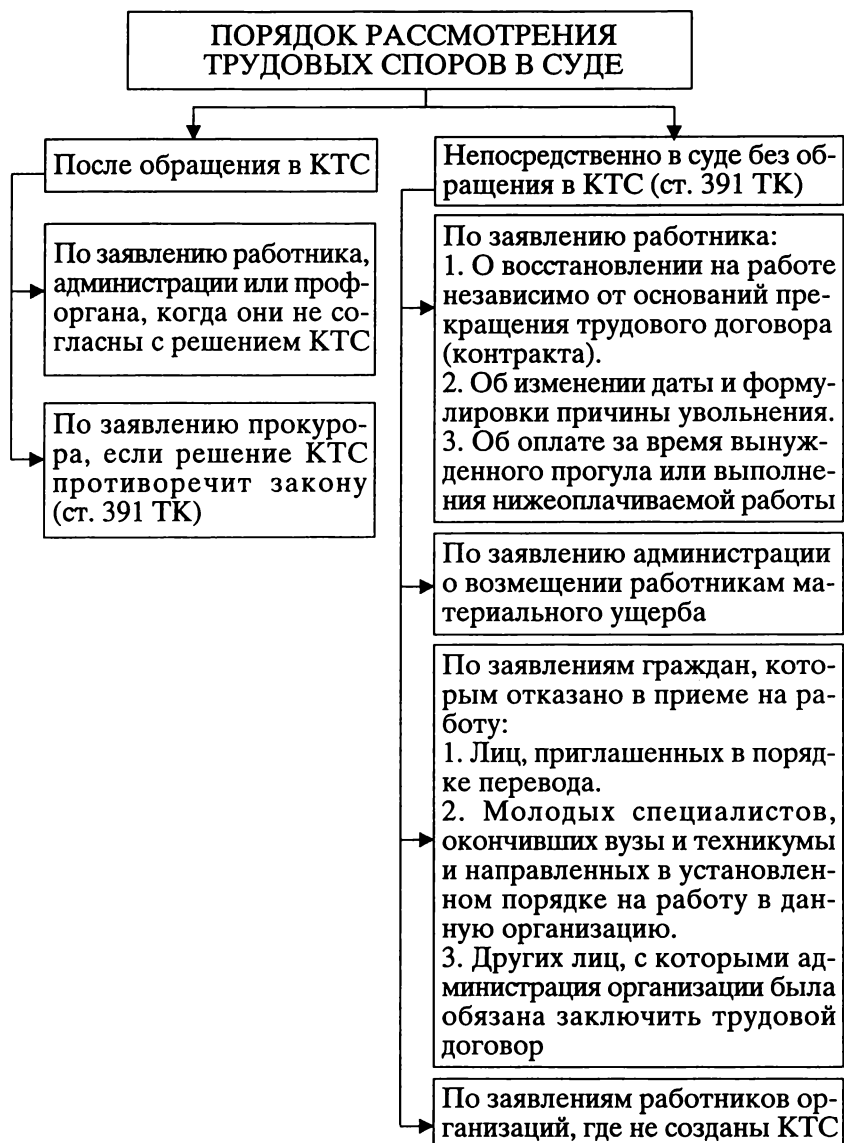 ПОРЯДОК РАССМОТРЕНИЯ
ТРУДОВЫХ СПОРОВ В СУДЕ
После обращения в КТС
По заявлению работника,
администрации или проф-
органа, когда они не со-
гласны с решением КТС
По заявлению прокуро-
ра, если решение КТС
противоречит закону
(ст. 391 ТК)
Непосредственно в суде без об-
ращения в КТС (ст. 391 ТК)
По заявлению работника:
1. О восстановлении на работе
независимо от оснований пре-
кращения трудового договора
(контракта).
2. Об изменении даты и форму-
лировки причины увольнения.
3. Об оплате за время вынуж-
денного прогула или выполне-
ния нижеоплачиваемой работы
По заявлению администрации
о возмещении работникам ма-
териального ущерба
По заявлениям граждан, кото-
рым отказано в приеме на ра-
боту:
1. Лиц, приглашенных в поряд-
ке перевода.
2. Молодых специалистов,
окончивших вузы и техникумы
и направленных в установлен-
ном порядке на работу в дан-
ную организацию.
3. Других лиц, с которыми ад-
министрация организации была
обязана заключить трудовой
договор
По заявлениям работников ор-
ганизаций, где не созданы КТС